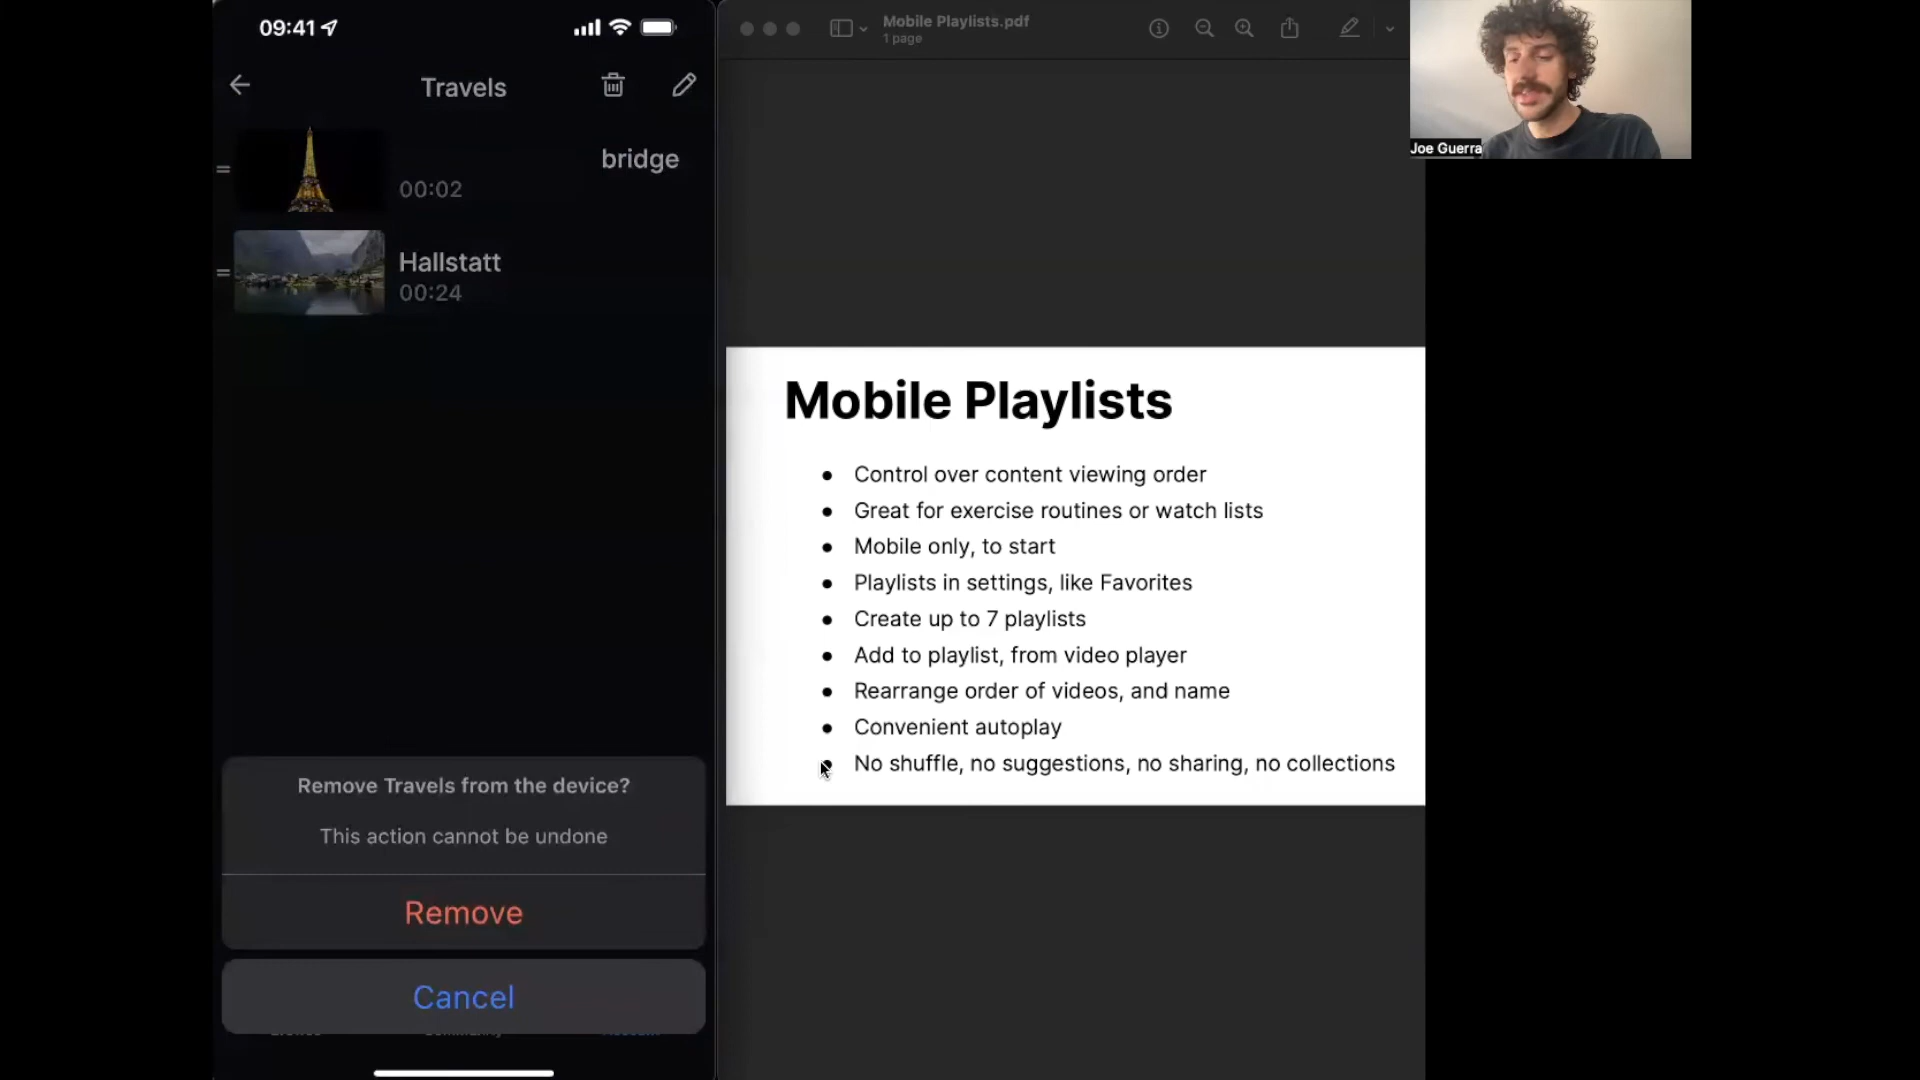 09:41
Travels
bridge
00:02
Hallstatt
00:24
Remove Travels from the device?
This action cannot be undone
Remove
Cancel
Mobile Playlists.pdf
1 page
Mobile Playlists
● Control over content viewing order
● Great for exercise routines or watch lists
● Mobile only, to start
● Playlists in settings, like Favorites
● Create up to 7 playlists
● Add to playlist, from video player
● Rearrange order of videos, and name
● Convenient autoplay
● No shuffle, no suggestions, no sharing, no collections
Joe Guerra